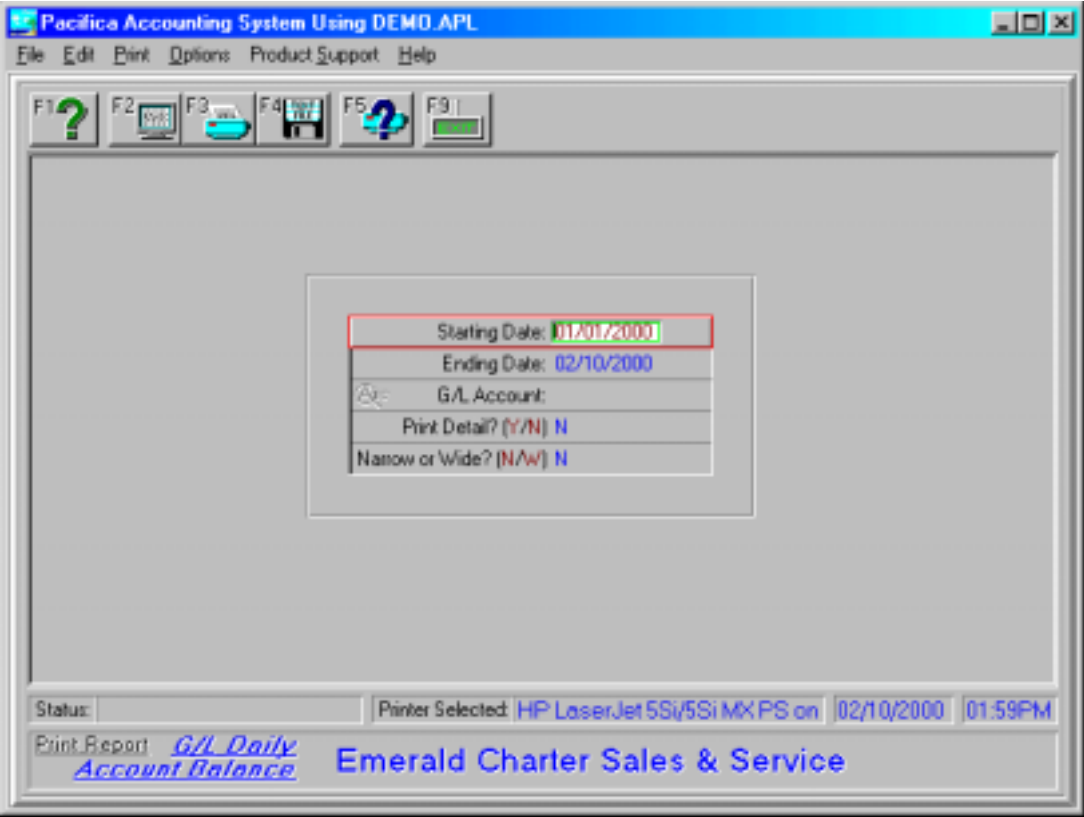 Pacifica Accounting System Using DEMO.APL
File Edit Print Options Product Support Help
F1 F2 F3 F4 F5 F9
EXIT
Starting Date: 01/01/2000
Ending Date: 02/10/2000
G/L Account:
Print Detail? (Y/N) N
Narrow or Wide? (N/W) N
Status: Printer Selected: HP LaserJet 5Si/5Si MX PS on 02/10/2000 01:59PM
Print Report G/L Daily
Account Balance
Emerald Charter Sales & Service